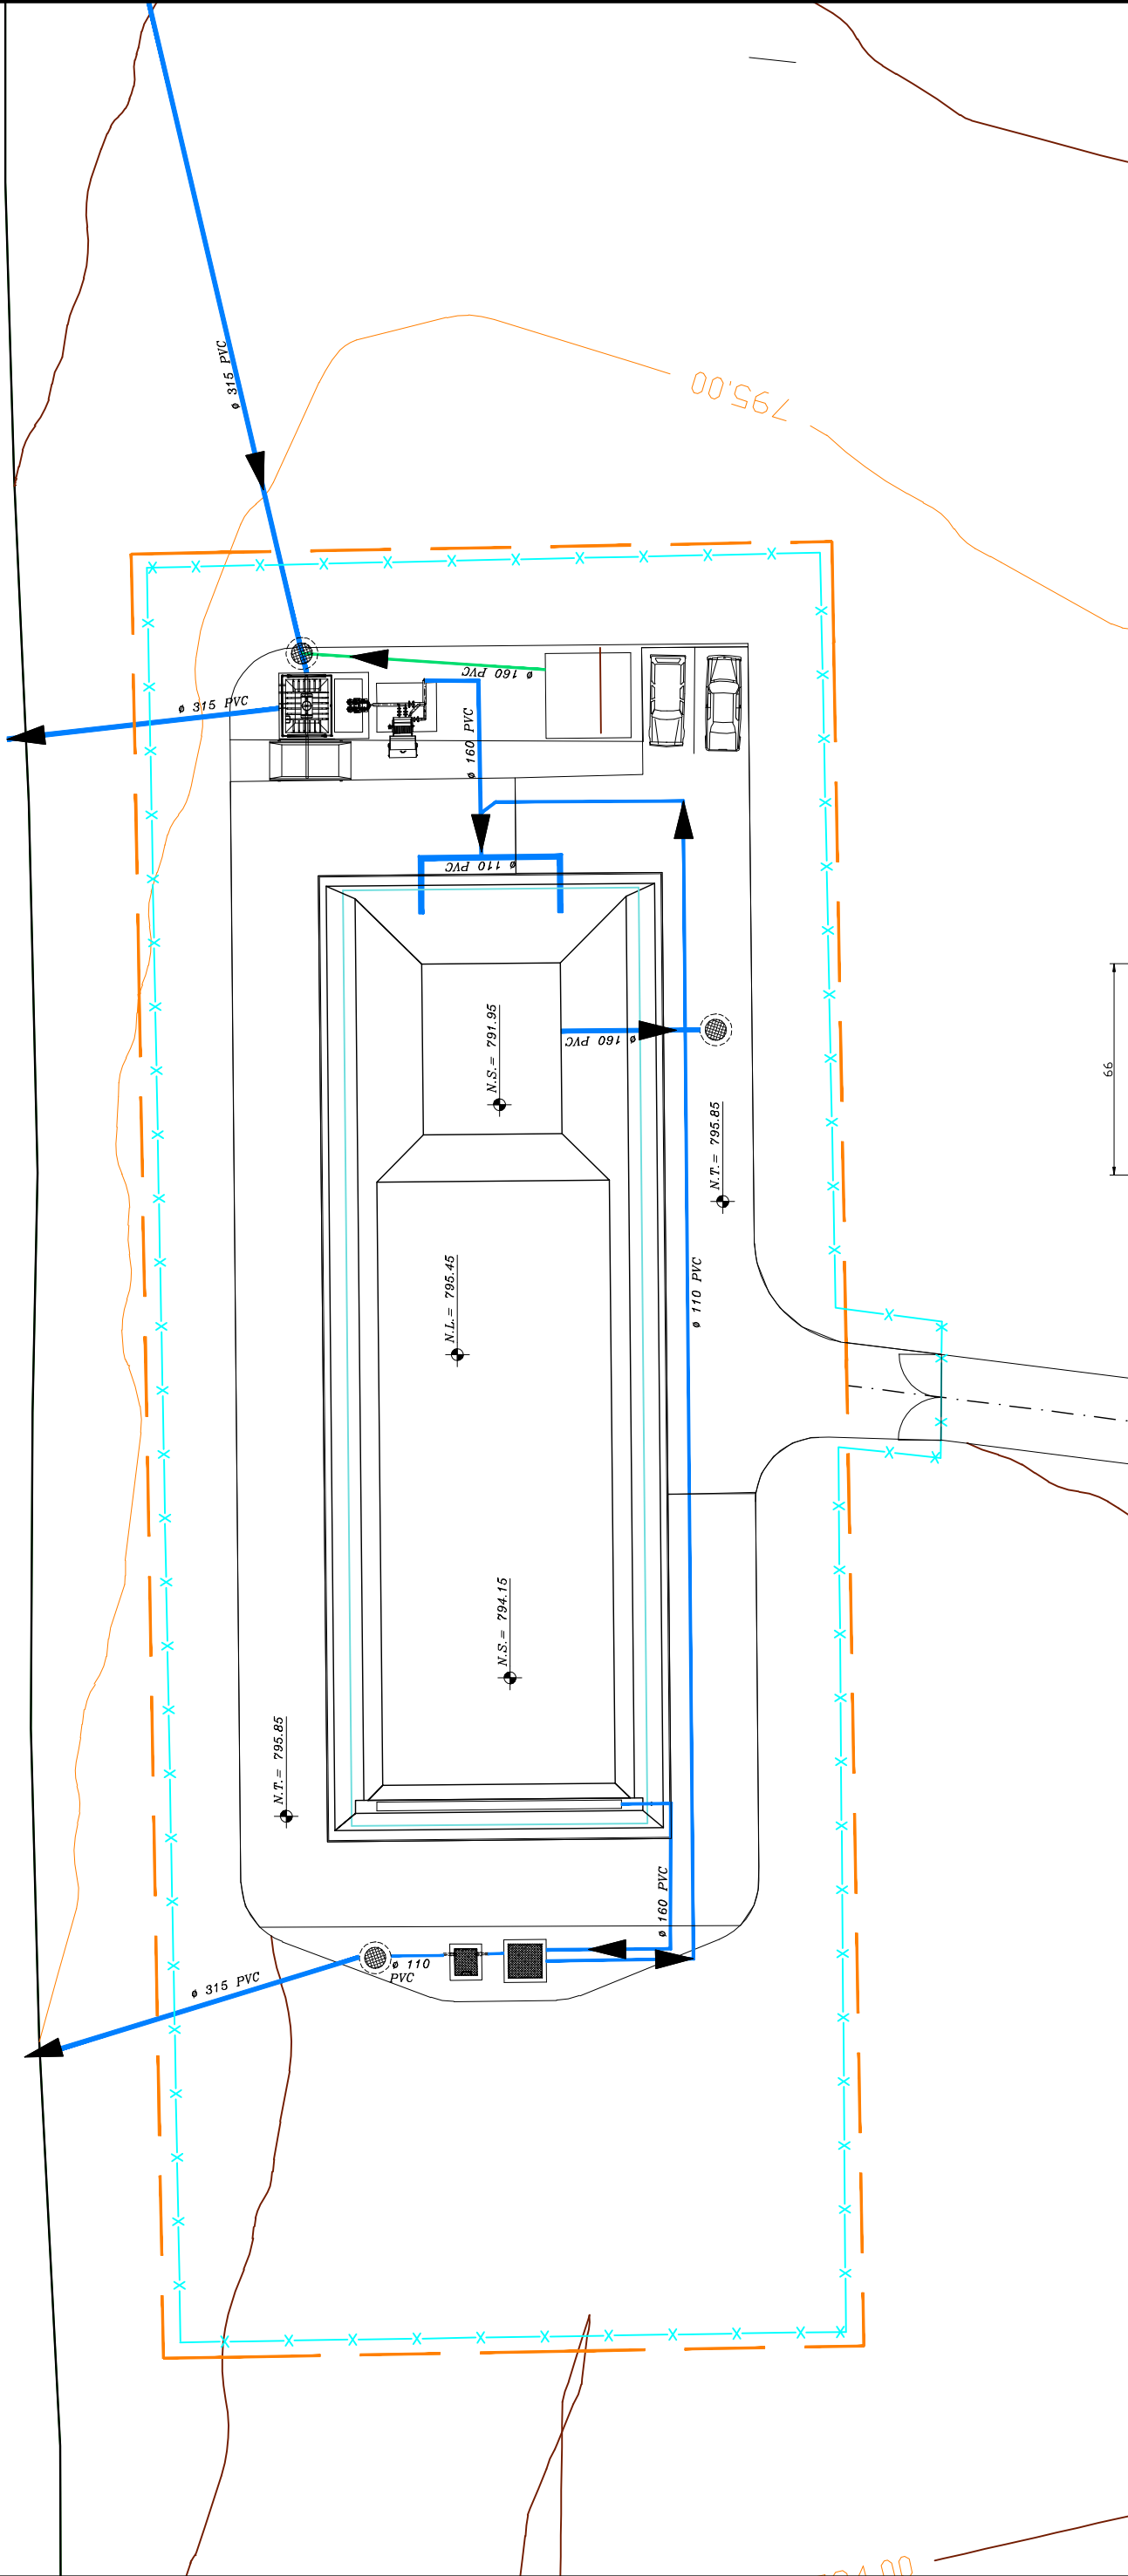 ø 315 PVC
795.00
ø 160 PVC
ø 315 PVC
ø 160 PVC
ø 110 PVC
N.S.= 791.95
ø 160 PVC
66
N.T.= 795.85
N.L.= 795.45
ø 110 PVC
N.S.= 794.15
N.T.= 795.85
ø 160 PVC
ø 110
PVC
ø 315 PVC